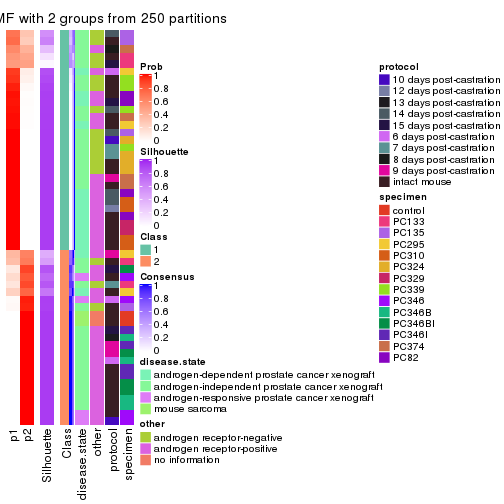 MF with 2 groups from 250 partitions
Prob
1
0.8
0.6
0.4
0.2
0
Silhouette
1
0.8
0.6
0.4
0.2
0
Class
1
2
Consensus
1
0.8
0.6
0.4
0.2
0
disease.state
androgen-dependent prostate cancer xenograft
androgen-independent prostate cancer xenograft
androgen-responsive prostate cancer xenograft
mouse sarcoma
other
androgen receptor-negative
androgen receptor-positive
no information
protocol
10 days post-castration
12 days post-castration
13 days post-castration
14 days post-castration
15 days post-castration
6 days post-castration
7 days post-castration
8 days post-castration
9 days post-castration
intact mouse
specimen
control
PC133
PC135
PC295
PC310
PC324
PC329
PC339
PC346
PC346B
PC346BI
PC346I
PC374
PC82
p1
p2
Silhouette
Class
disease.state
other
protocol
specimen